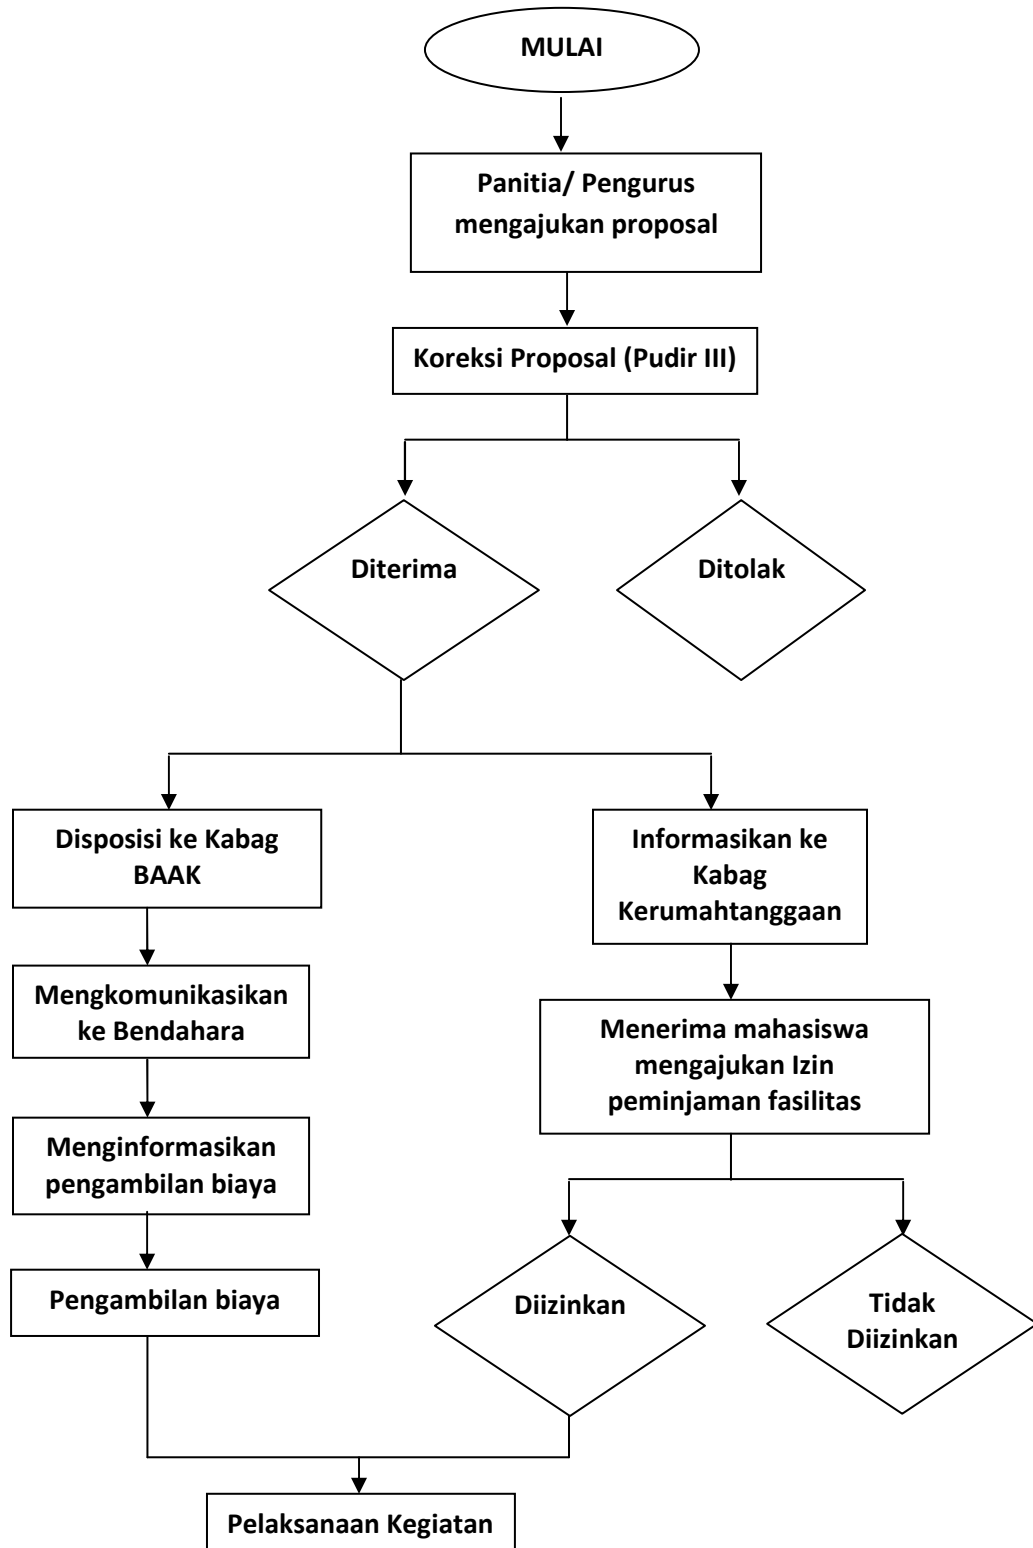 MULAI
Panitia/ Pengurus
mengajukan proposal
Koreksi Proposal (Pudir III)
Diterima
Ditolak
Disposisi ke Kabag
BAAK
Informasikan ke
Kabag
Kerumahtanggaan
Mengkomunikasikan
ke Bendahara
Menerima mahasiswa
mengajukan Izin
peminjaman fasilitas
Menginformasikan
pengambilan biaya
Pengambilan biaya
Diizinkan
Tidak
Diizinkan
Pelaksanaan Kegiatan